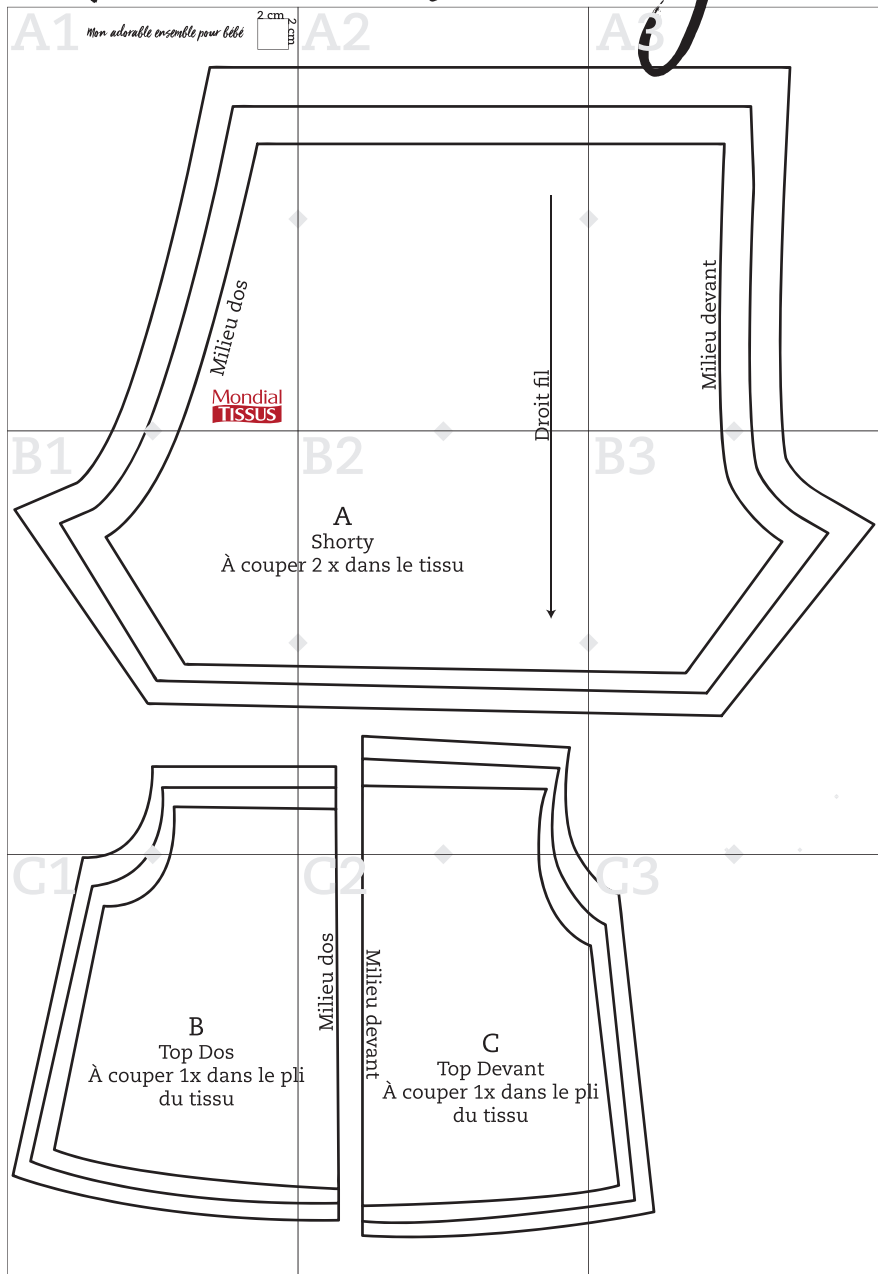 A1
Mon adorable ensemble pour bébé
2 cm
2 cm
A2
A3
Milieu dos
Milieu devant
Mondial
TISSUS
Droit fil
B1
B2
B3
A
Shorty
À couper 2 x dans le tissu
C1
C2
C3
Milieu dos
Milieu devant
B
Top Dos
À couper 1x dans le pli
du tissu
C
Top Devant
À couper 1x dans le pli
du tissu